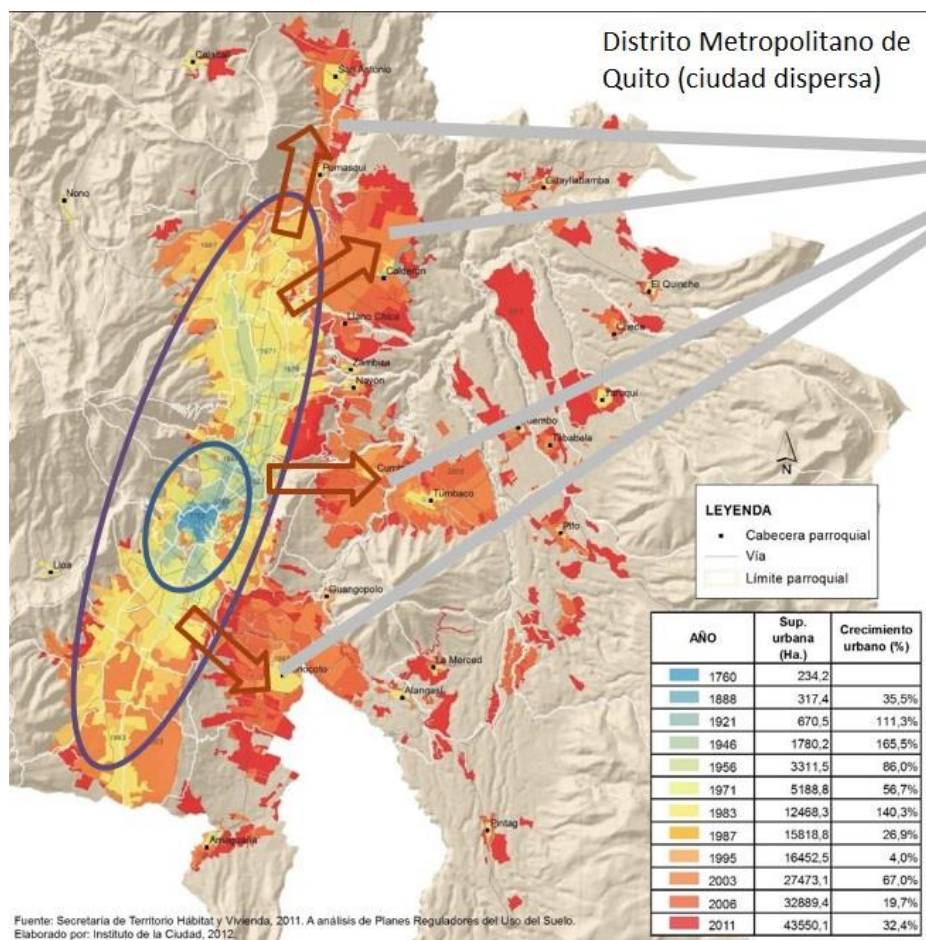 Distrito Metropolitano de
Quito (ciudad dispersa)
Calacalí
San Antonio
Pomasqui
Nono
Guayllabamba
1987
Calderón
El Quinche
Llano Chico
Checa
1971
Zámbiza
Nayón
Yaruquí
Tababela
Tumbaco
Pifo
Lloa
Guangopolo
La Merced
Alangasí
1983
Amaguaña
Pintag
N
LEYENDA
Cabecera parroquial
Vía
Límite parroquial
AÑO Sup. urbana (Ha.) Crecimiento urbano (%)
1760 234,2
1888 317,4 35,5%
1921 670,5 111,3%
1946 1780,2 165,5%
1956 3311,5 86,0%
1971 5188,8 56,7%
1983 12468,3 140,3%
1987 15818,8 26,9%
1995 16452,5 4,0%
2003 27473,1 67,0%
2006 32889,4 19,7%
2011 43550,1 32,4%
Fuente: Secretaría de Territorio Hábitat y Vivienda, 2011. A análisis de Planes Reguladores del Uso del Suelo.
Elaborado por: Instituto de la Ciudad, 2012.